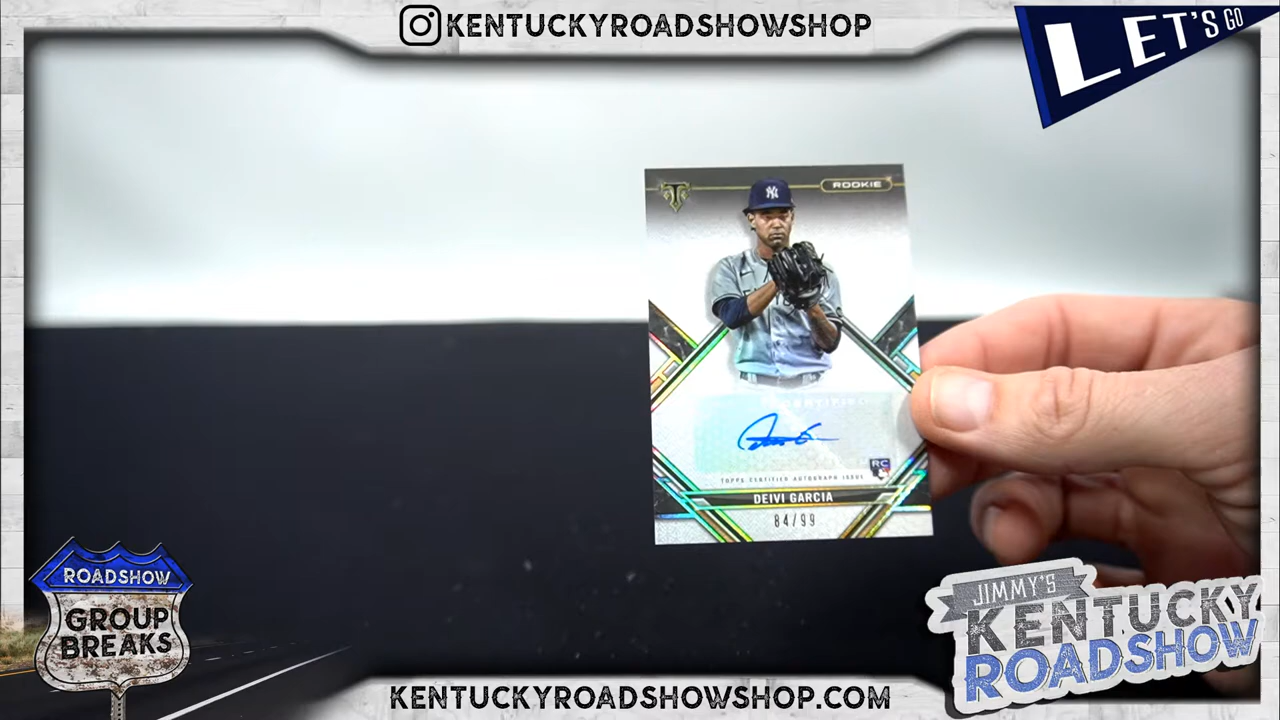 KENTUCKYROADSHOWSHOP
LET'S GO
ROOKIE
NY
TOPPS CERTIFIED AUTOGRAPH ISSUE
RC
DEIVI GARCIA
84/99
ROADSHOW
GROUP
BREAKS
JIMMY'S
KENTUCKY
ROADSHOW
KENTUCKYROADSHOWSHOP.COM